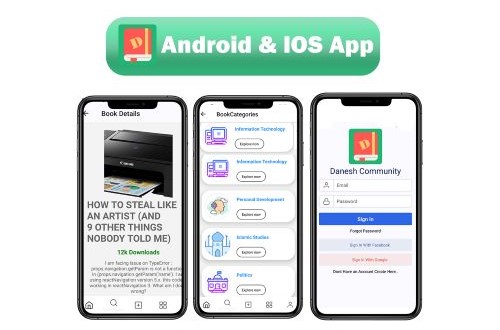 D
Android & IOS App
Book Details
Canon
HOW TO STEAL LIKE
AN ARTIST (AND
9 OTHER THINGS
NOBODY TOLD ME)
12k Downloads
I am facing issue on TypeError :
props.navigation.getParam is not a function.
In (props.navigation.getParam('name'). I am
using reactNavigation 5.x. this code is
working in reactNavigation 3. What am I doing
wrong?
BookCategories
Information Technology
Explore now
Information Technology
Explore now
Personal Development
Explore now
Islamic Studies
Explore now
Politics
Explore now
D
Danesh Community
Email
Password
Sign In
Forgot Password
Sign In With Facebook
Sign In With Google
Dont Have an Account Create Here.